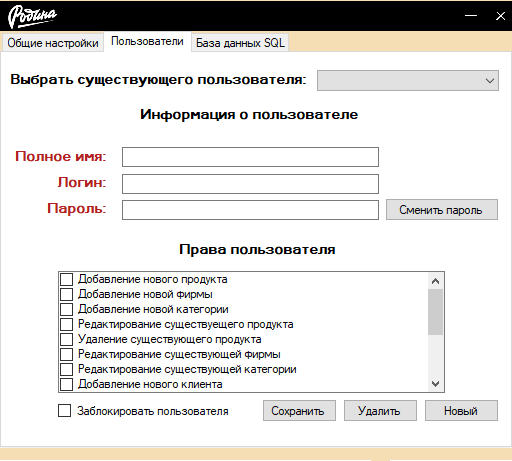 Родина
Общие настройки Пользователи База данных SQL
Выбрать существующего пользователя:
Информация о пользователе
Полное имя:
Логин:
Пароль: Сменить пароль
Права пользователя
Добавление нового продукта
Добавление новой фирмы
Добавление новой категории
Редактирование существуещего продукта
Удаление существующего продукта
Редактирование существующей фирмы
Редактирование существующей категории
Добавление нового клиента
Заблокировать пользователя Сохранить Удалить Новый